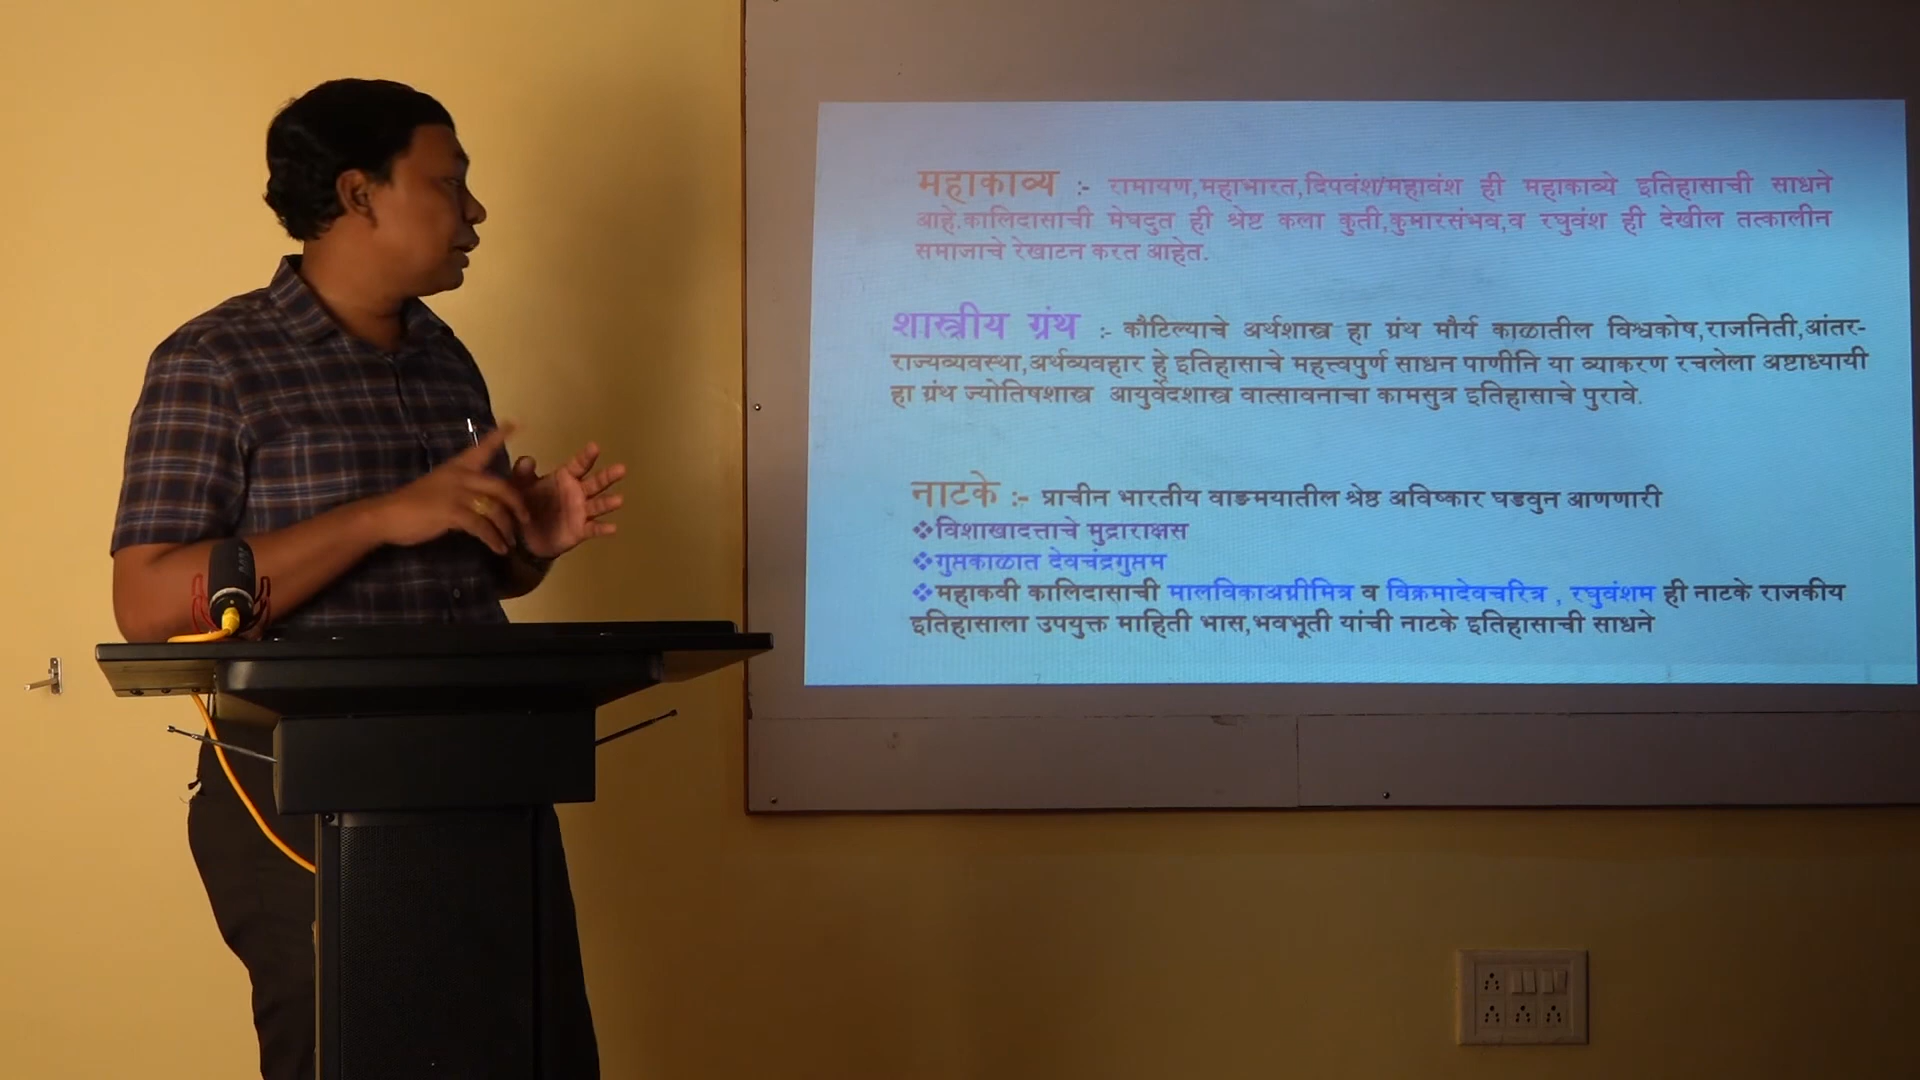 महाकाव्य :- रामायण,महाभारत,दिपवंश/महावंश ही महाकाव्ये इतिहासाची साधने
आहे.कालिदासाची मेघदुत ही श्रेष्ट कला कुती,कुमारसंभव,व रघुवंश ही देखील तत्कालीन
समाजाचे रेखाटन करत आहेत.
शास्त्रीय ग्रंथ :- कौटिल्याचे अर्थशास्त्र हा ग्रंथ मौर्य काळातील विश्वकोष,राजनिती,आंतर-
राज्यव्यवस्था,अर्थव्यवहार हे इतिहासाचे महत्त्वपुर्ण साधन पाणीनि या व्याकरण रचलेला अष्टाध्यायी
हा ग्रंथ ज्योतिषशास्त्र आयुर्वेदशास्त्र वात्सावनाचा कामसुत्र इतिहासाचे पुरावे.
नाटके :- प्राचीन भारतीय वाङमयातील श्रेष्ठ अविष्कार घडवुन आणणारी
❖विशाखादत्ताचे मुद्राराक्षस
❖गुप्तकाळात देवचंद्रगुप्तम
❖महाकवी कालिदासाची मालविकाअग्रीमित्र व विक्रमादेवचरित्र , रघुवंशम ही नाटके राजकीय
इतिहासाला उपयुक्त माहिती भास,भवभूती यांची नाटके इतिहासाची साधने